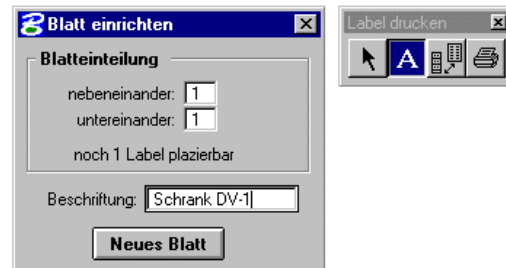 Blatt einrichten
Blatteinteilung
nebeneinander: 1
untereinander: 1
noch 1 Label plazierbar
Beschriftung: Schrank DV-1
Neues Blatt
Label drucken
A